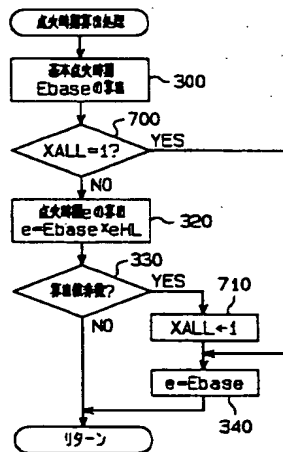 点火時期算出処理
基本点火時期
Ebaseの算出
300
700
XALL=1?
YES
NO
点火時期eの算出
e=Ebase×eHL
320
330
YES
NO
710
XALL←1
e=Ebase
340
リターン